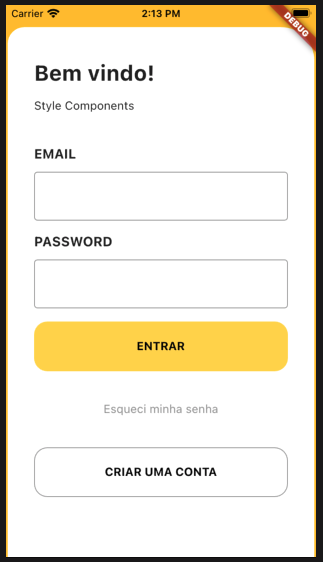 Carrier 2:13 PM
DEBUG
Bem vindo!
Style Components
EMAIL
PASSWORD
ENTRAR
Esqueci minha senha
CRIAR UMA CONTA